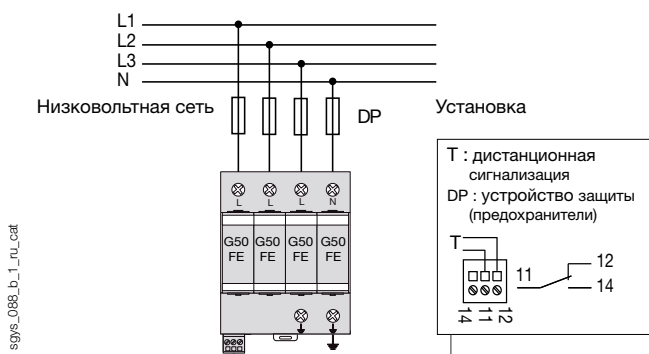 L1
L2
L3
N
Низковольтная сеть
DP
Установка
L L L N
G50 G50 G50 G50
FE FE FE FE
T : дистанционная
сигнализация
DP : устройство защиты
(предохранители)
T
11
12
14
14 11 12
sgys_088_b_1_ru_cat